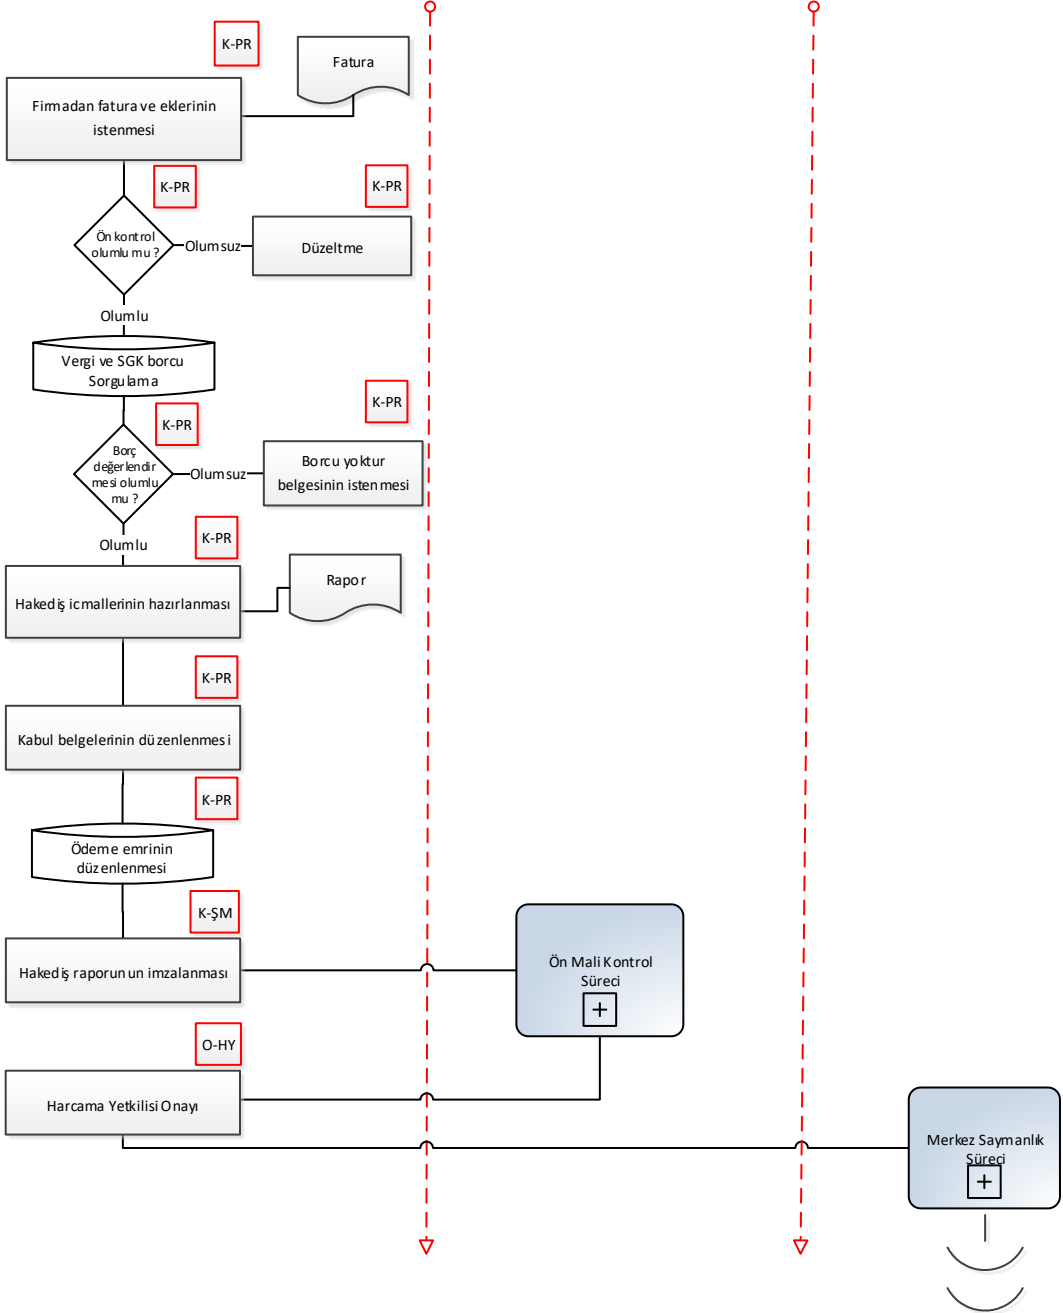 K-PR
Fatura
Firmadan fatura ve eklerinin
istenmesi
K-PR
K-PR
Ön kontrol
olumlu mu ?
Olumsuz
Düzeltme
Olumlu
Vergi ve SGK borcu
Sorgulama
K-PR
K-PR
Borç
değerlendir
mesi olumlu
mu ?
Olumsuz
Borcu yoktur
belgesinin istenmesi
K-PR
Olumlu
Rapor
Hakediş icmallerinin hazırlanması
K-PR
Kabul belgelerinin düzenlenmesi
K-PR
Ödeme emrinin
düzenlenmesi
K-ŞM
Ön Mali Kontrol
Süreci
+
Hakediş raporunun imzalanması
O-HY
Harcama Yetkilisi Onayı
Merkez Saymanlık
Süreci
+